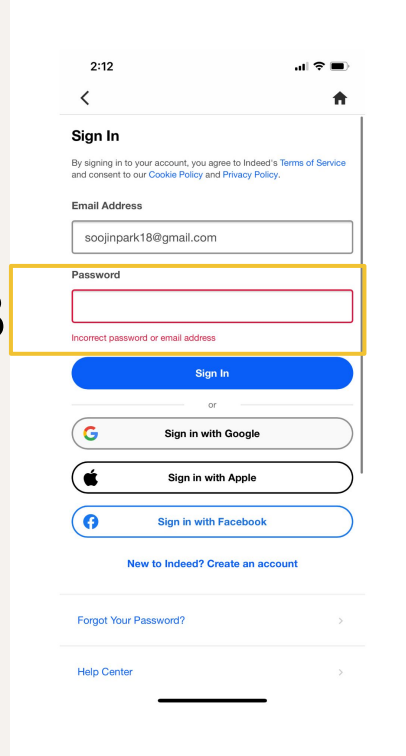 2:12
Sign In
By signing in to your account, you agree to Indeed's Terms of Service
and consent to our Cookie Policy and Privacy Policy.
Email Address
soojinpark18@gmail.com
Password
Incorrect password or email address
Sign In
or
Sign in with Google
Sign in with Apple
Sign in with Facebook
New to Indeed? Create an account
Forgot Your Password?
Help Center